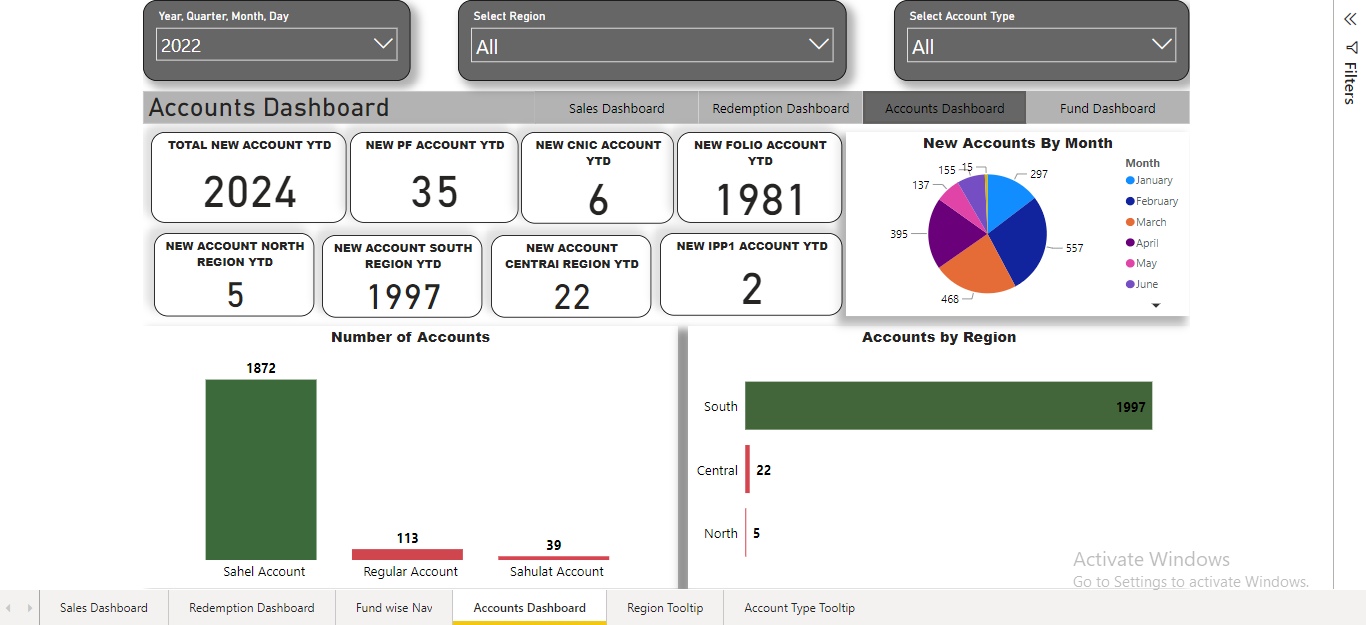 Year, Quarter, Month, Day
2022
Select Region
All
Select Account Type
All
Filters
Accounts Dashboard
Sales Dashboard
Redemption Dashboard
Accounts Dashboard
Fund Dashboard
TOTAL NEW ACCOUNT YTD
2024
NEW PF ACCOUNT YTD
35
NEW CNIC ACCOUNT
YTD
6
NEW FOLIO ACCOUNT
YTD
1981
NEW ACCOUNT NORTH
REGION YTD
5
NEW ACCOUNT SOUTH
REGION YTD
1997
NEW ACCOUNT
CENTRAl REGION YTD
22
NEW IPP1 ACCOUNT YTD
2
New Accounts By Month
297
557
468
395
137
155
15
Month
January
February
March
April
May
June
Number of Accounts
1872
113
39
Sahel Account
Regular Account
Sahulat Account
Accounts by Region
South
1997
Central
22
North
5
Activate Windows
Go to Settings to activate Windows.
Sales Dashboard
Redemption Dashboard
Fund wise Nav
Accounts Dashboard
Region Tooltip
Account Type Tooltip